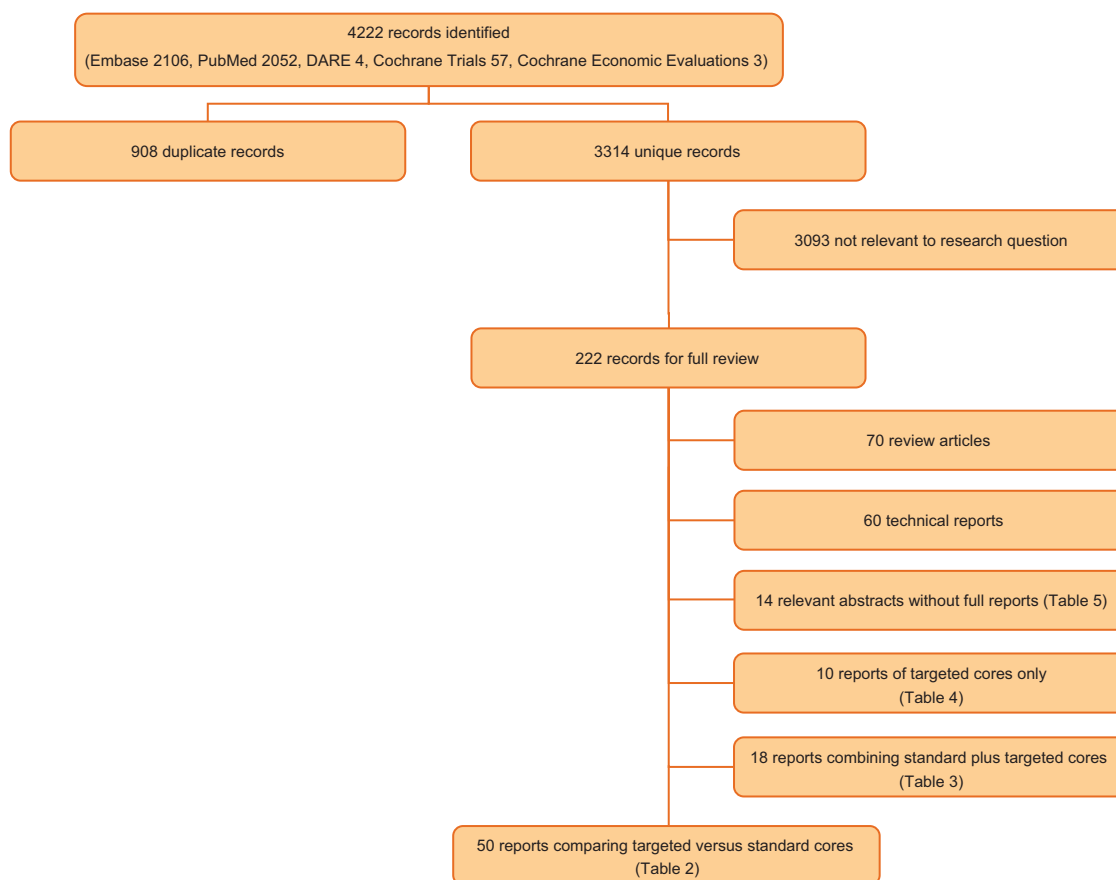 4222 records identified
(Embase 2106, PubMed 2052, DARE 4, Cochrane Trials 57, Cochrane Economic Evaluations 3)
908 duplicate records
3314 unique records
3093 not relevant to research question
222 records for full review
70 review articles
60 technical reports
14 relevant abstracts without full reports (Table 5)
10 reports of targeted cores only
(Table 4)
18 reports combining standard plus targeted cores
(Table 3)
50 reports comparing targeted versus standard cores
(Table 2)